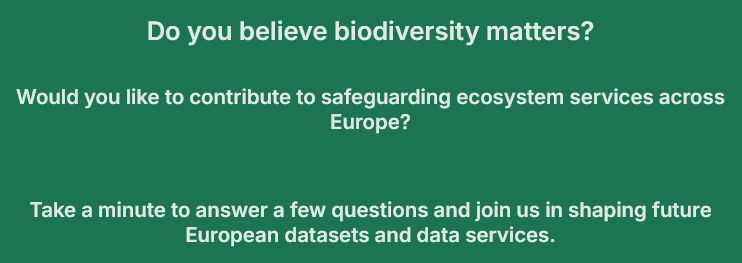 Do you believe biodiversity matters?
Would you like to contribute to safeguarding ecosystem services across
Europe?
Take a minute to answer a few questions and join us in shaping future
European datasets and data services.